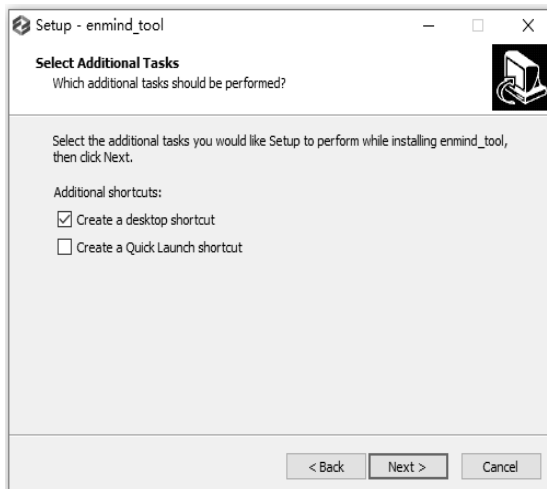 Setup - enmind_tool
Select Additional Tasks
Which additional tasks should be performed?
Select the additional tasks you would like Setup to perform while installing enmind_tool,
then click Next.
Additional shortcuts:
Create a desktop shortcut
Create a Quick Launch shortcut
< Back
Next >
Cancel